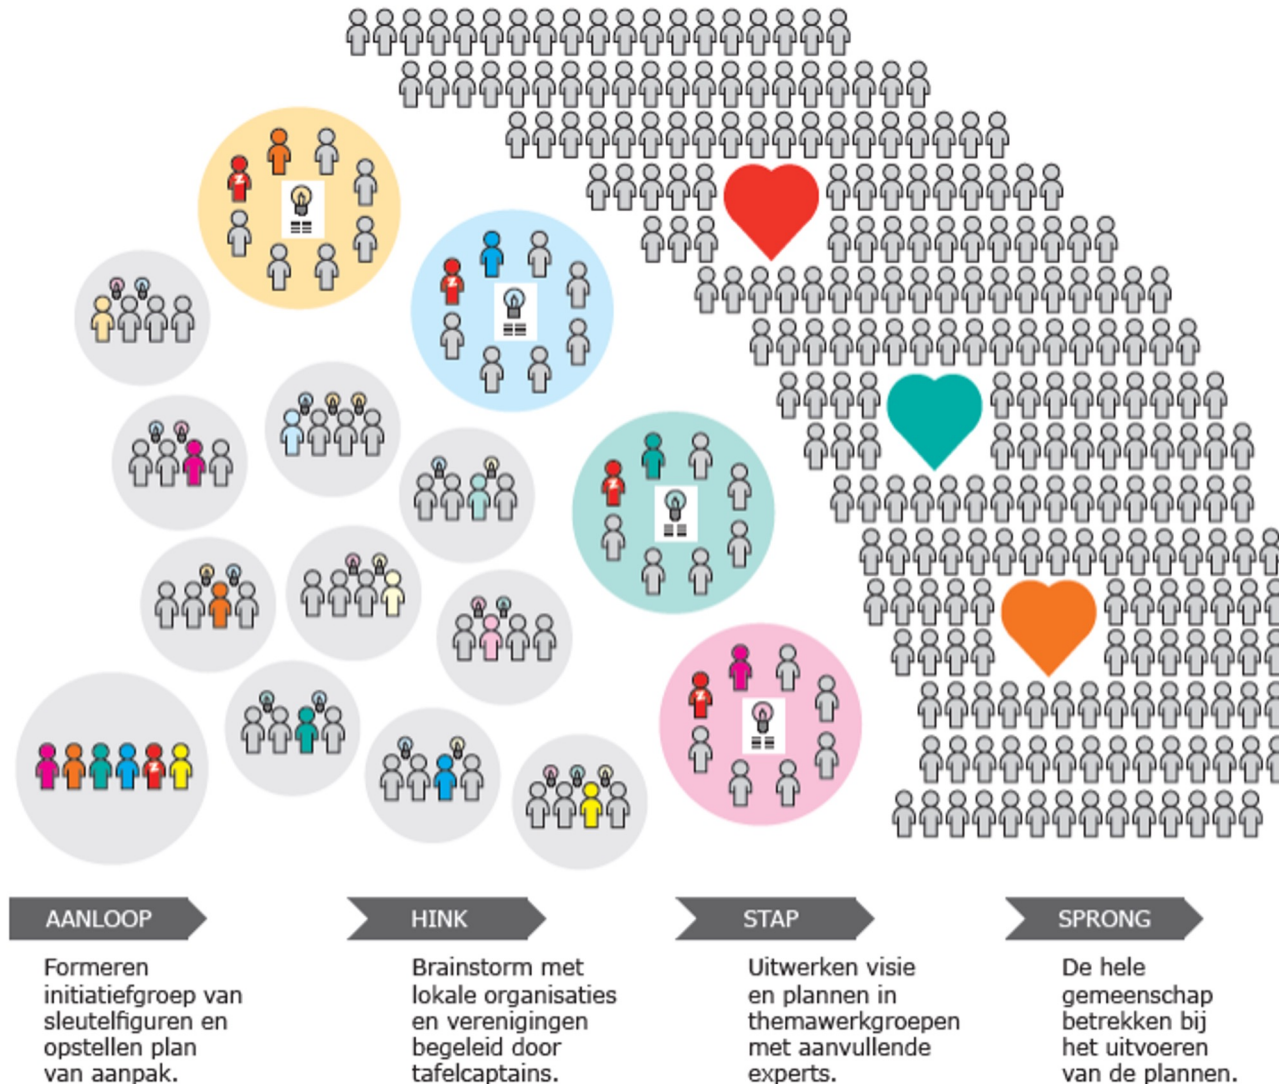 AANLOOP
Formeren
initiatiefgroep van
sleutelfiguren en
opstellen plan
van aanpak.
HINK
Brainstorm met
lokale organisaties
en verenigingen
begeleid door
tafelcaptains.
STAP
Uitwerken visie
en plannen in
themawerkgroepen
met aanvullende
experts.
SPRONG
De hele
gemeenschap
betrekken bij
het uitvoeren
van de plannen.